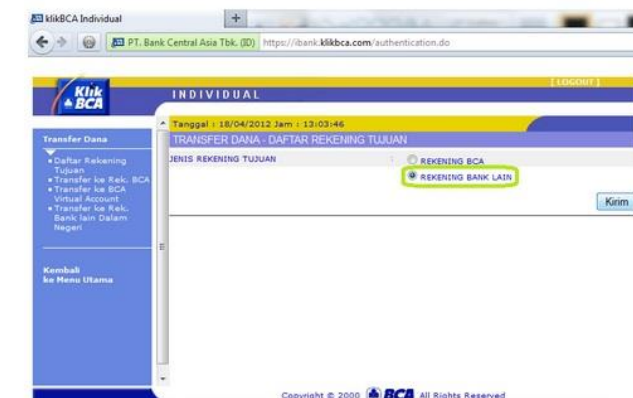 klikBCA Individual
PT. Bank Central Asia Tbk. (ID) https://ibank.klikbca.com/authentication.do
[ LOGOUT ]
Klik
BCA
INDIVIDUAL
Tanggal : 18/04/2012 Jam : 13:03:46
Transfer Dana
TRANSFER DANA - DAFTAR REKENING TUJUAN
JENIS REKENING TUJUAN : REKENING BCA
REKENING BANK LAIN
Kirim
Daftar Rekening
Tujuan
Transfer ke Rek. BCA
Transfer ke BCA
Virtual Account
Transfer ke Rek.
Bank lain Dalam
Negeri
Kembali
ke Menu Utama
Copyright © 2000 BCA All Rights Reserved